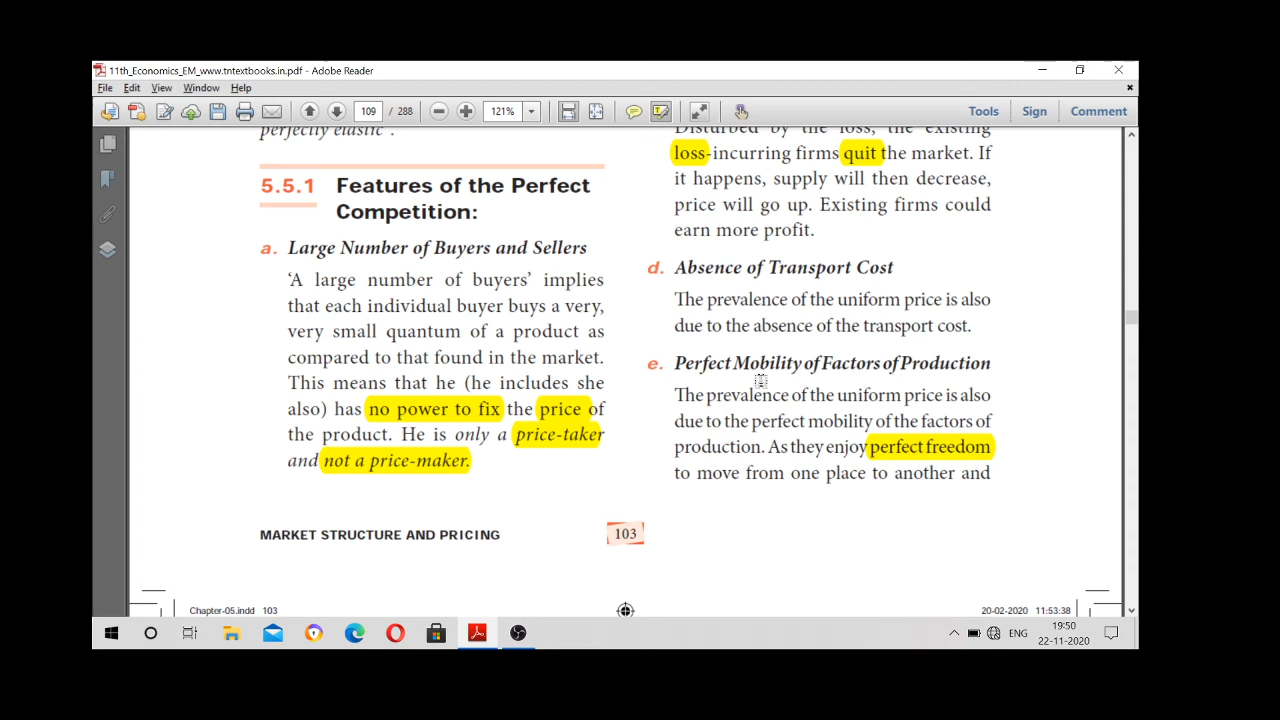 11th_Economics_EM_www.tntextbooks.in.pdf - Adobe Reader
File Edit View Window Help
109 / 288 121% Tools Sign Comment
perfectly elastic'.
5.5.1 Features of the Perfect
Competition:
a. Large Number of Buyers and Sellers
'A large number of buyers' implies
that each individual buyer buys a very,
very small quantum of a product as
compared to that found in the market.
This means that he (he includes she
also) has no power to fix the price of
the product. He is only a price-taker
and not a price-maker.
Disturbed by the loss, the existing
loss-incurring firms quit the market. If
it happens, supply will then decrease,
price will go up. Existing firms could
earn more profit.
d. Absence of Transport Cost
The prevalence of the uniform price is also
due to the absence of the transport cost.
e. Perfect Mobility of Factors of Production
The prevalence of the uniform price is also
due to the perfect mobility of the factors of
production. As they enjoy perfect freedom
to move from one place to another and
MARKET STRUCTURE AND PRICING 103
Chapter-05.indd 103 20-02-2020 11:53:38
ENG 19:50
22-11-2020